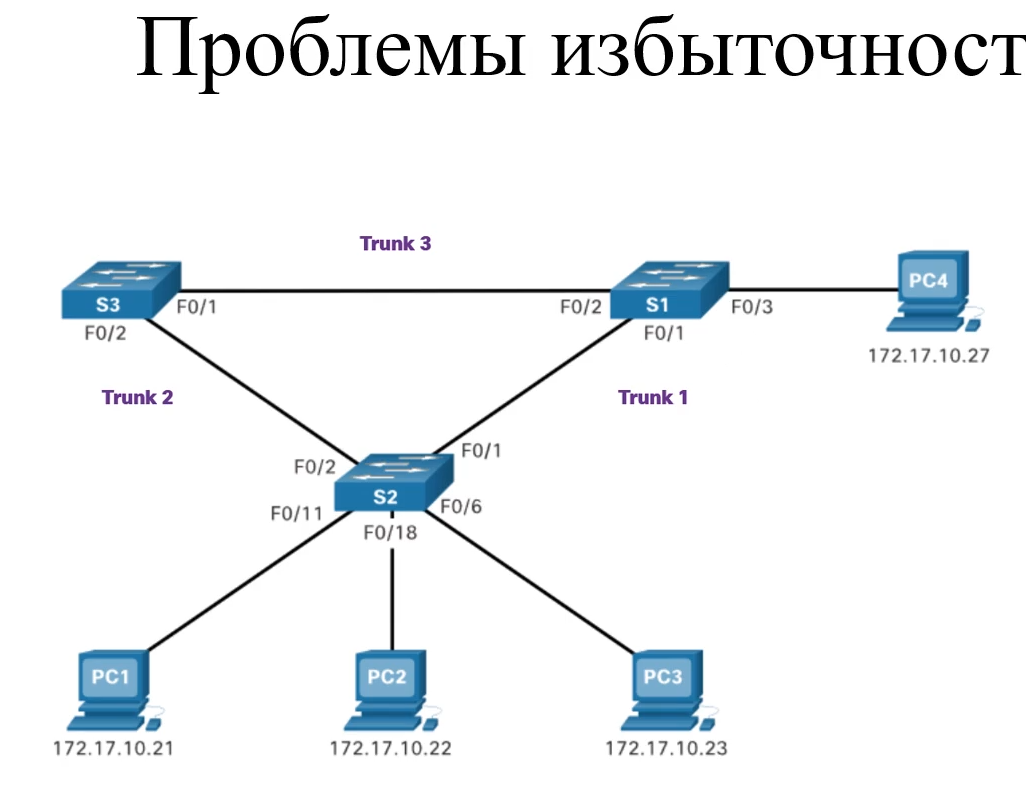 Проблемы избыточност
Trunk 3
S3
F0/1
F0/2
S1
F0/3
PC4
F0/2
F0/1
172.17.10.27
Trunk 2
Trunk 1
F0/1
F0/2
S2
F0/11
F0/6
F0/18
PC1
PC2
PC3
172.17.10.21
172.17.10.22
172.17.10.23